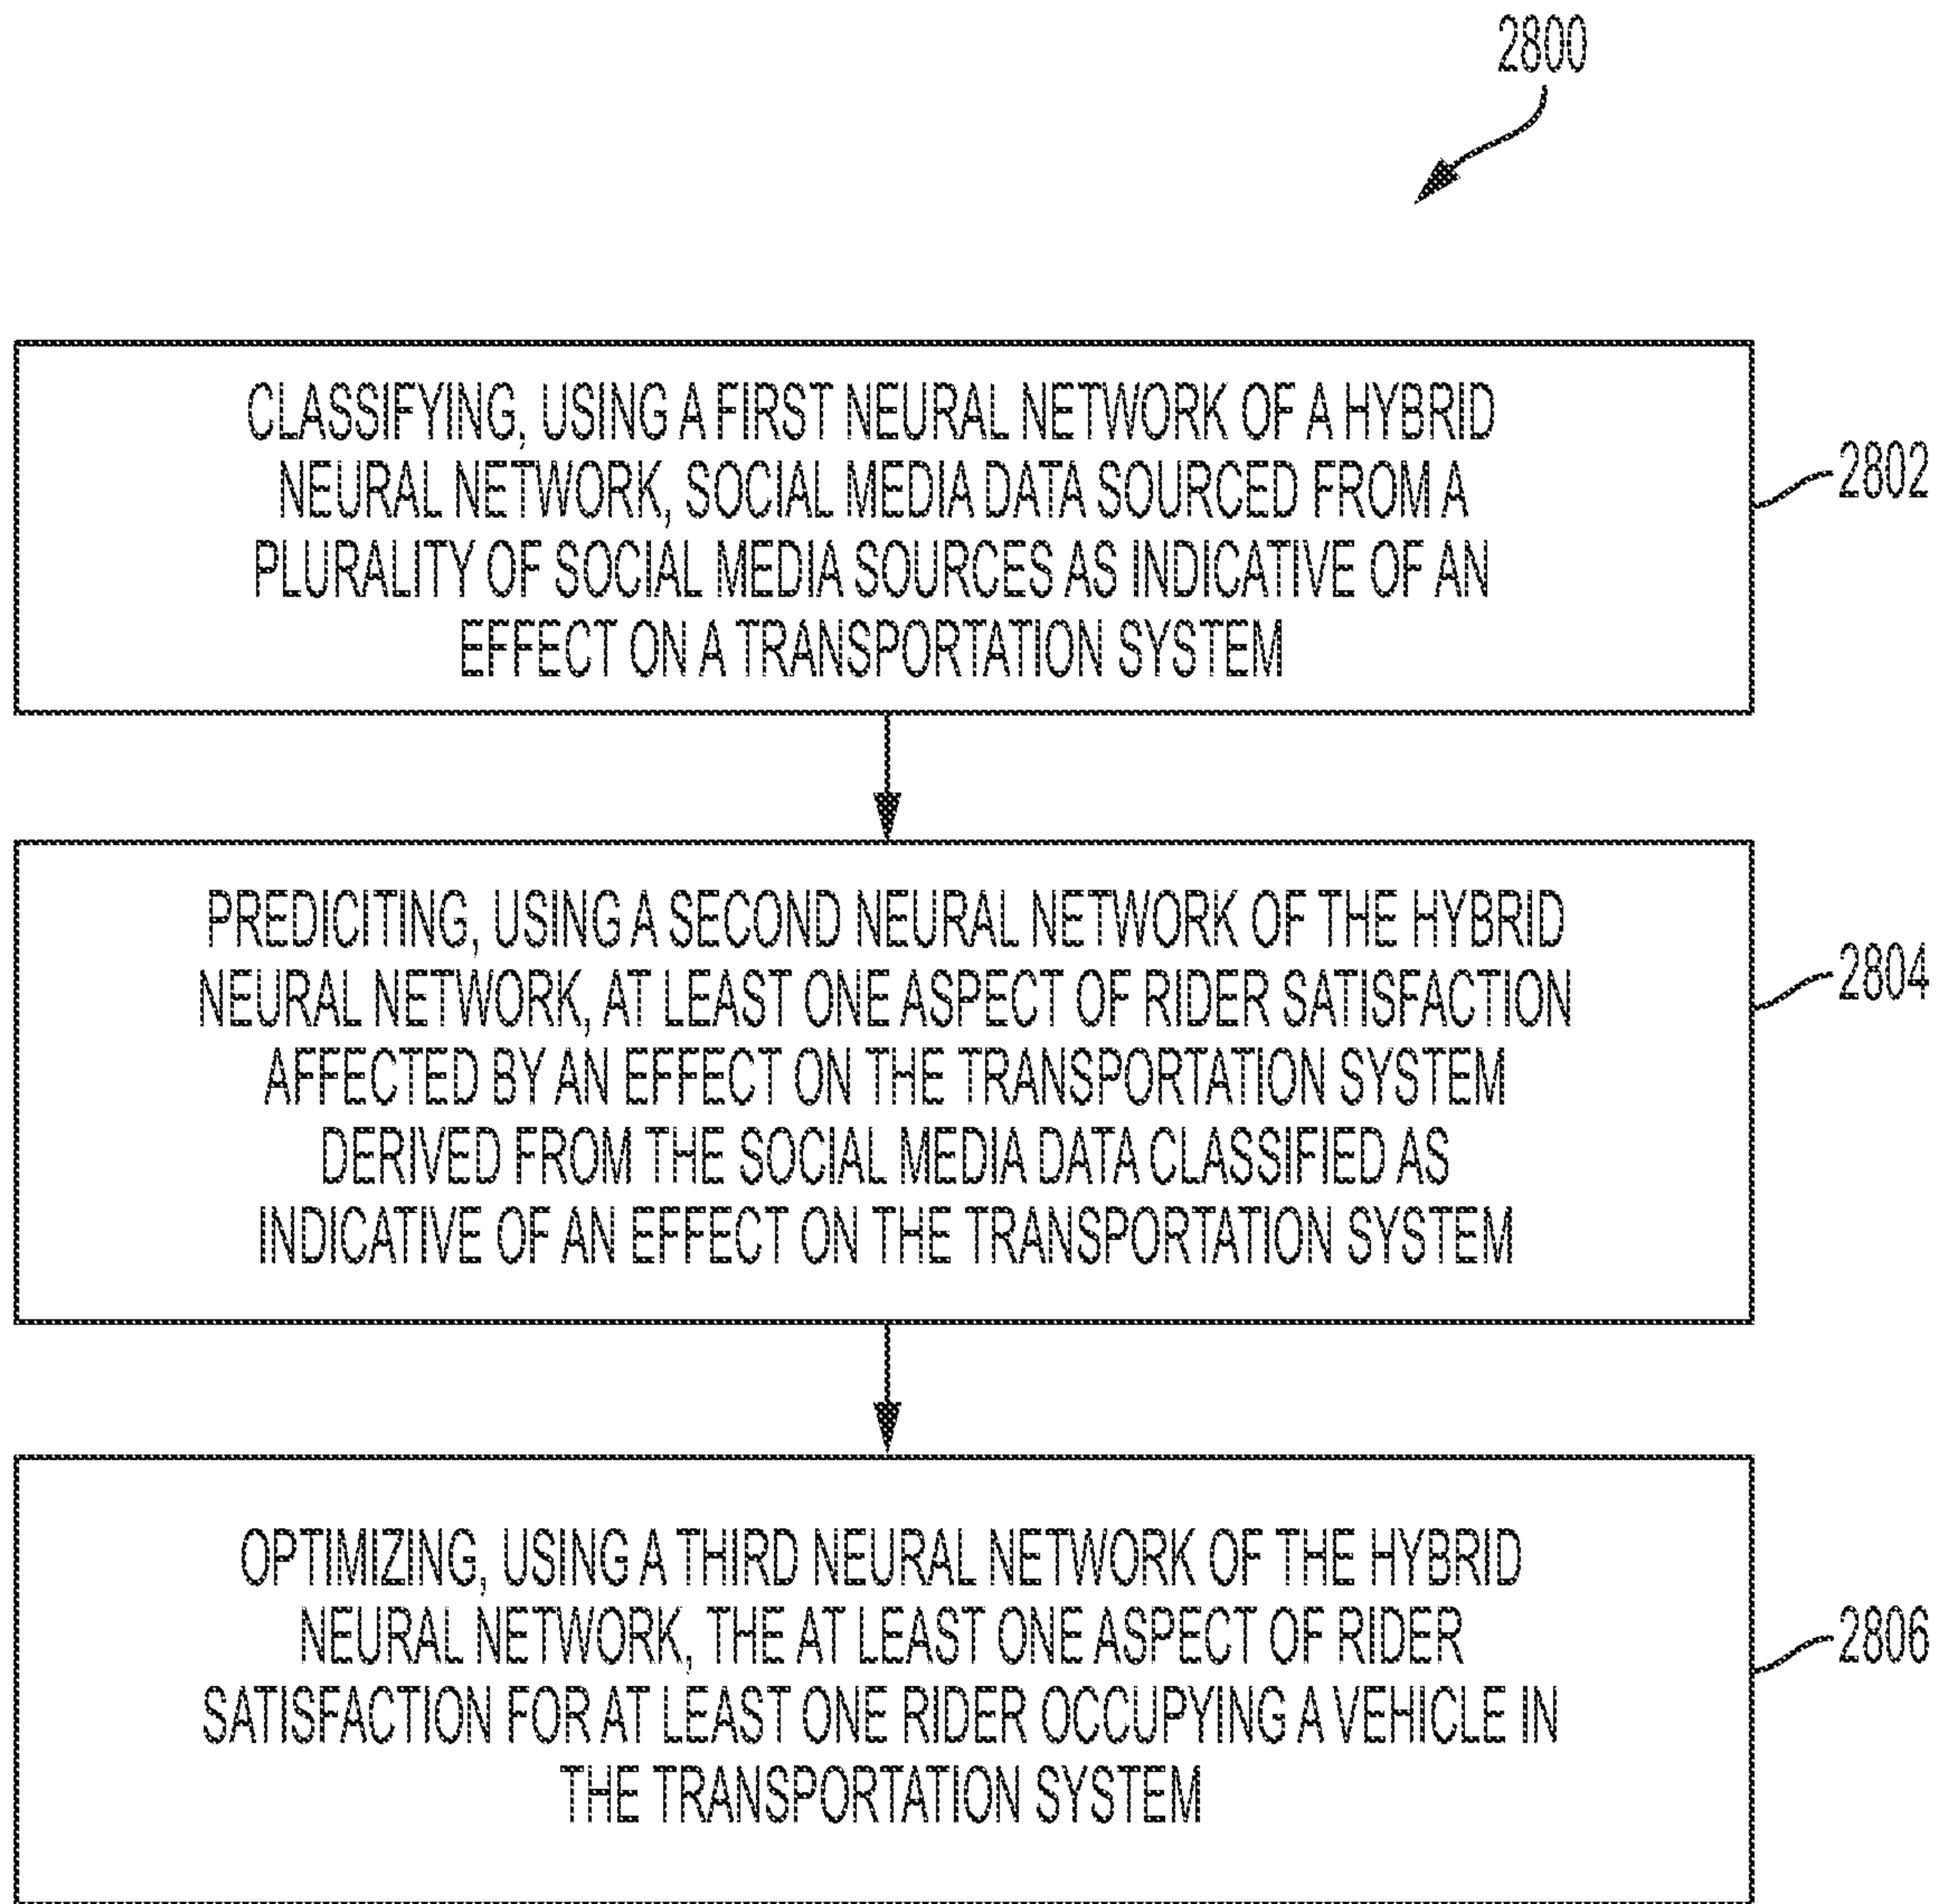 2800
CLASSIFYING, USING A FIRST NEURAL NETWORK OF A HYBRID
NEURAL NETWORK, SOCIAL MEDIA DATA SOURCED FROM A
PLURALITY OF SOCIAL MEDIA SOURCES AS INDICATIVE OF AN
EFFECT ON A TRANSPORTATION SYSTEM
2802
PREDICITING, USING A SECOND NEURAL NETWORK OF THE HYBRID
NEURAL NETWORK, AT LEAST ONE ASPECT OF RIDER SATISFACTION
AFFECTED BY AN EFFECT ON THE TRANSPORTATION SYSTEM
DERIVED FROM THE SOCIAL MEDIA DATA CLASSIFIED AS
INDICATIVE OF AN EFFECT ON THE TRANSPORTATION SYSTEM
2804
OPTIMIZING, USING A THIRD NEURAL NETWORK OF THE HYBRID
NEURAL NETWORK, THE AT LEAST ONE ASPECT OF RIDER
SATISFACTION FOR AT LEAST ONE RIDER OCCUPYING A VEHICLE IN
THE TRANSPORTATION SYSTEM
2806